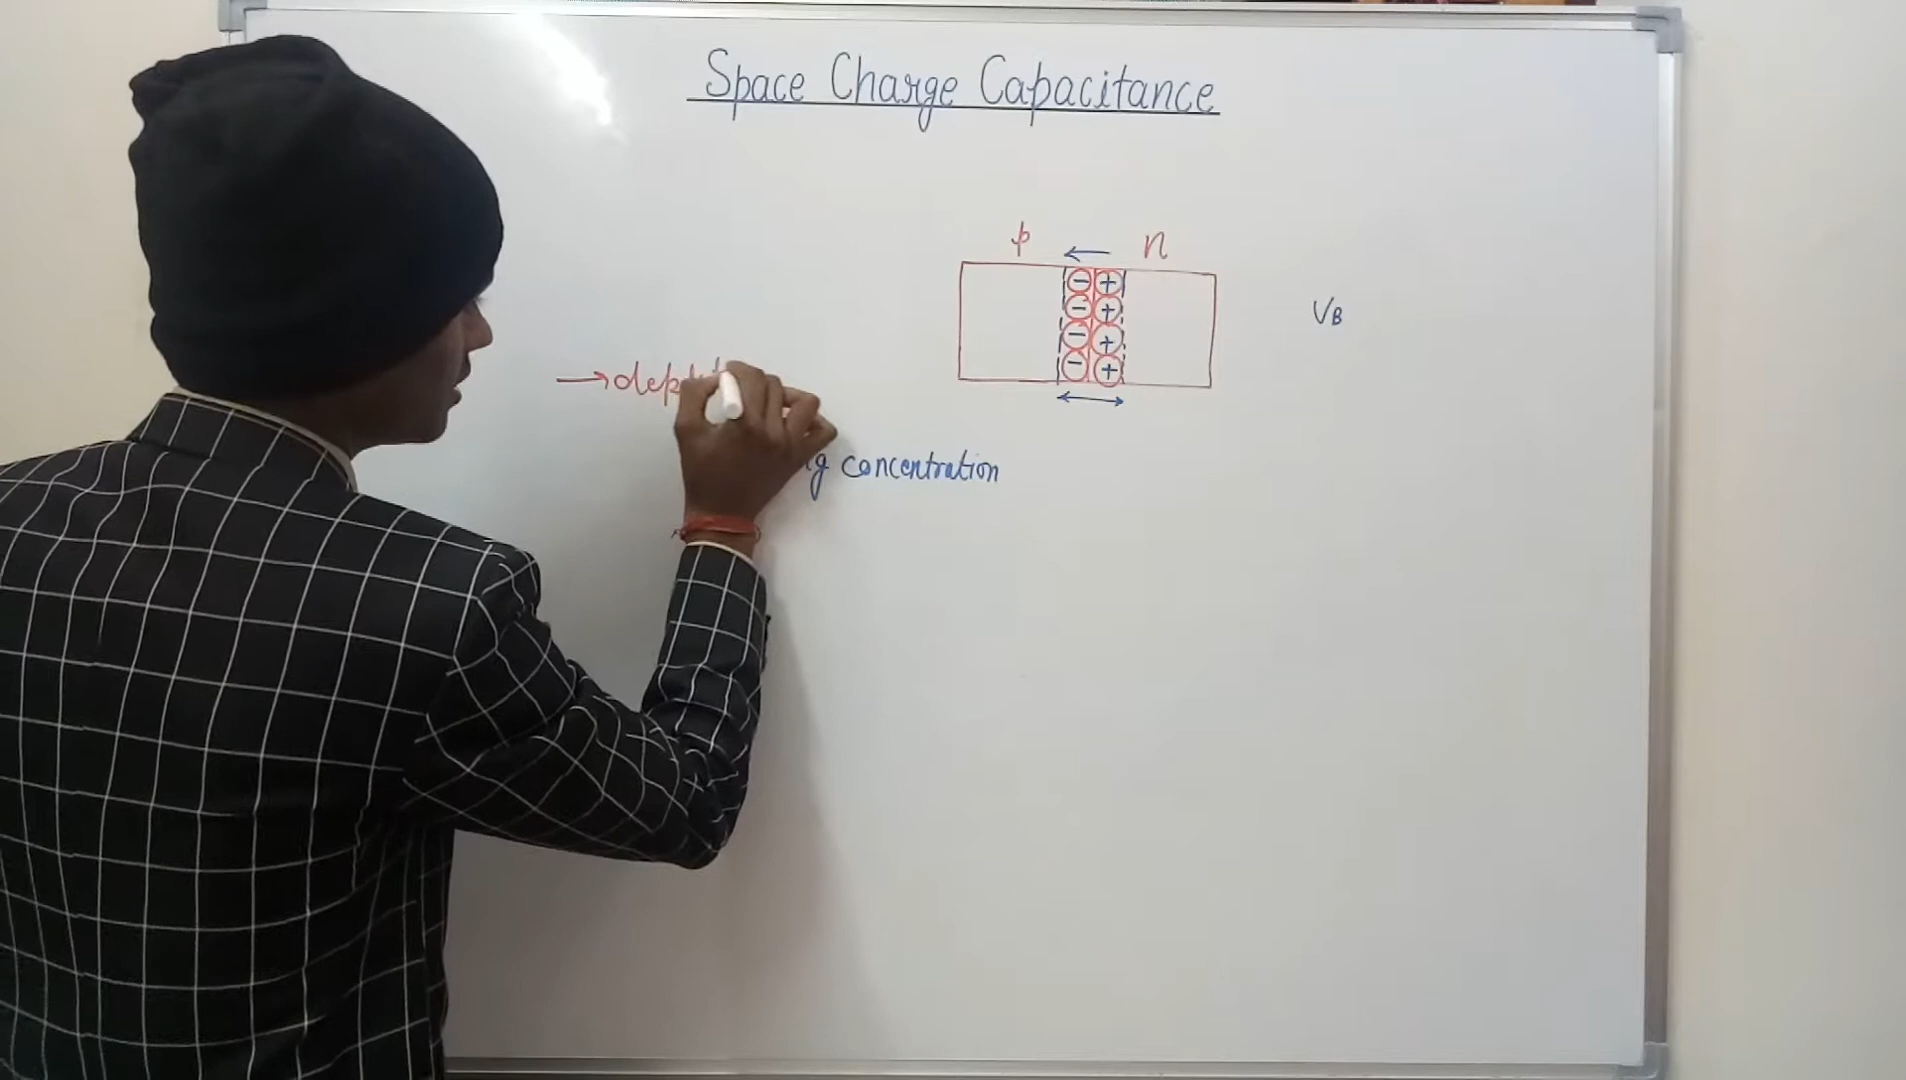 Space Charge Capacitance
p n
- +
- +
- +
- +
VB
concentration